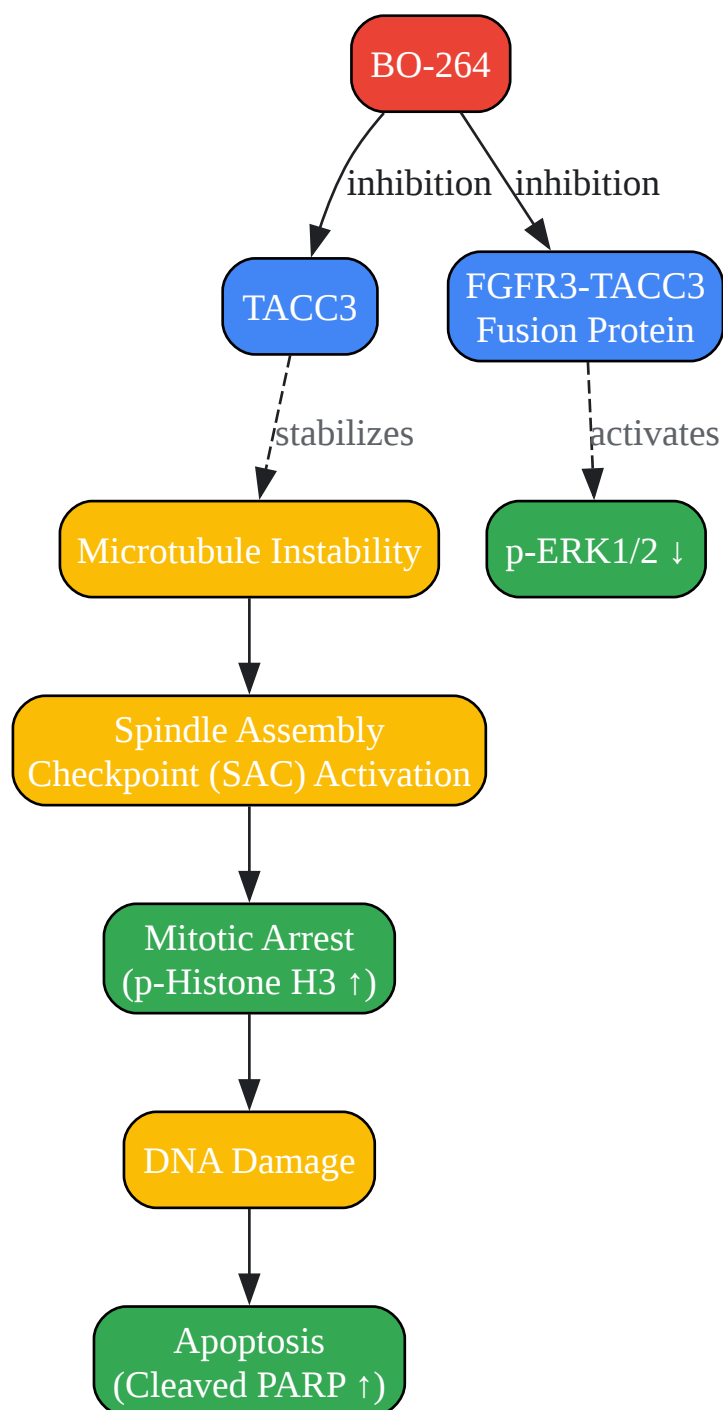 BO-264
inhibition
inhibition
TACC3
FGFR3-TACC3
Fusion Protein
stabilizes
activates
Microtubule Instability
p-ERK1/2 ↓
Spindle Assembly
Checkpoint (SAC) Activation
Mitotic Arrest
(p-Histone H3 ↑)
DNA Damage
Apoptosis
(Cleaved PARP ↑)